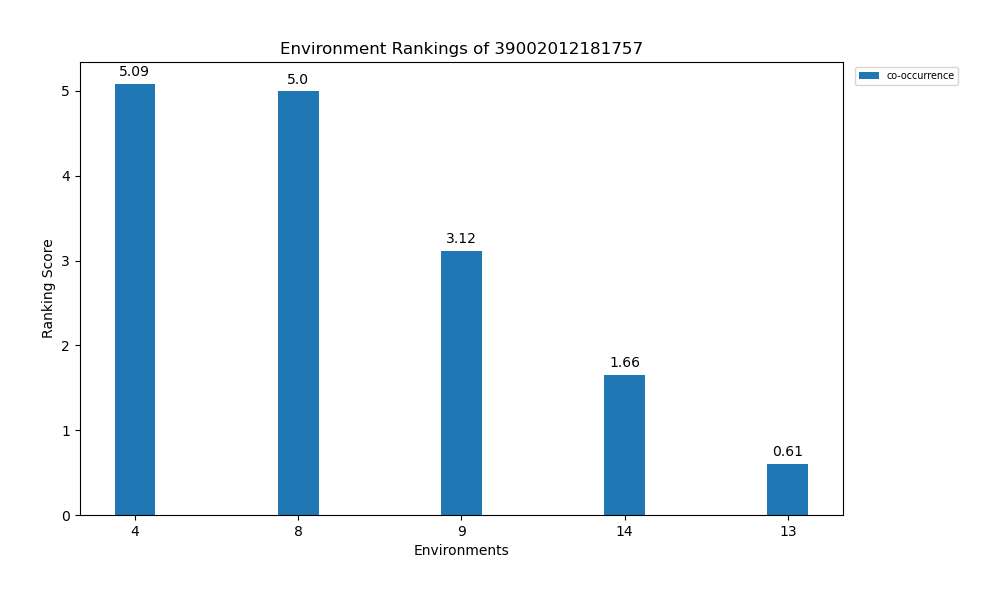 Environment Rankings of 39002012181757
co-occurrence
5.09
5.0
3.12
1.66
0.61
Ranking Score
5
4
3
2
1
0
4 8 9 14 13
Environments